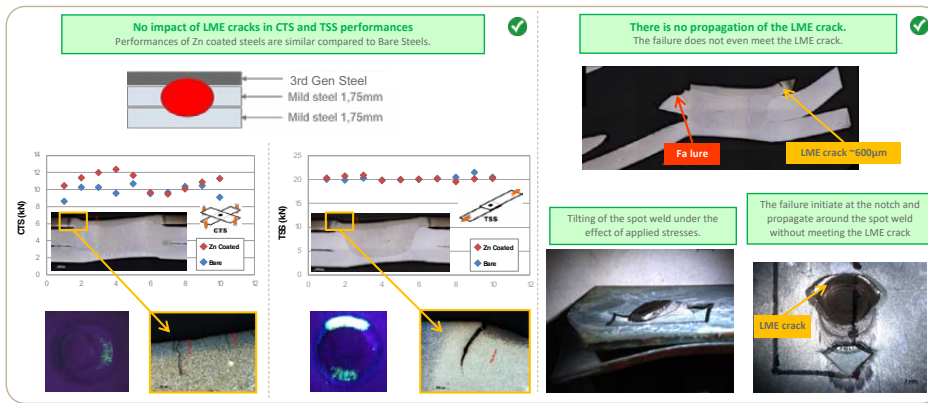 No impact of LME cracks in CTS and TSS performances
Performances of Zn coated steels are similar compared to Bare Steels.
3rd Gen Steel
Mild steel 1,75mm
Mild steel 1,75mm
14
12
10
8
6
4
2
0
CTS (kN)
CTS
Zn Coated
Bare
0
2
4
6
8
10
12
25
20
15
10
5
0
TSS (kN)
TSS
Zn Coated
Bare
0
2
4
6
8
10
12
There is no propagation of the LME crack.
The failure does not even meet the LME crack.
Fa lure
LME crack ~600µm
Tilting of the spot weld under the
effect of applied stresses.
The failure initiate at the notch and
propagate around the spot weld
without meeting the LME crack
LME crack